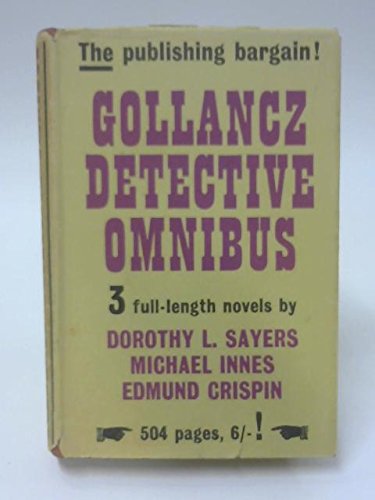 The publishing bargain!
GOLLANCZ
DETECTIVE
OMNIBUS
3 full-length novels by
DOROTHY L. SAYERS
MICHAEL INNES
EDMUND CRISPIN
504 pages, 6/-!